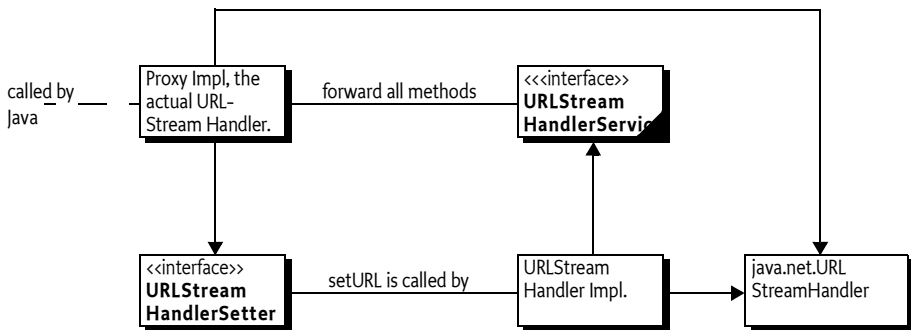 called by
Java
Proxy Impl, the
actual URL-
Stream Handler.
forward all methods
<<<interface>>
URLStream
HandlerServic
<<interface>>
URLStream
HandlerSetter
setURL is called by
URLStream
Handler Impl.
java.net.URL
StreamHandler